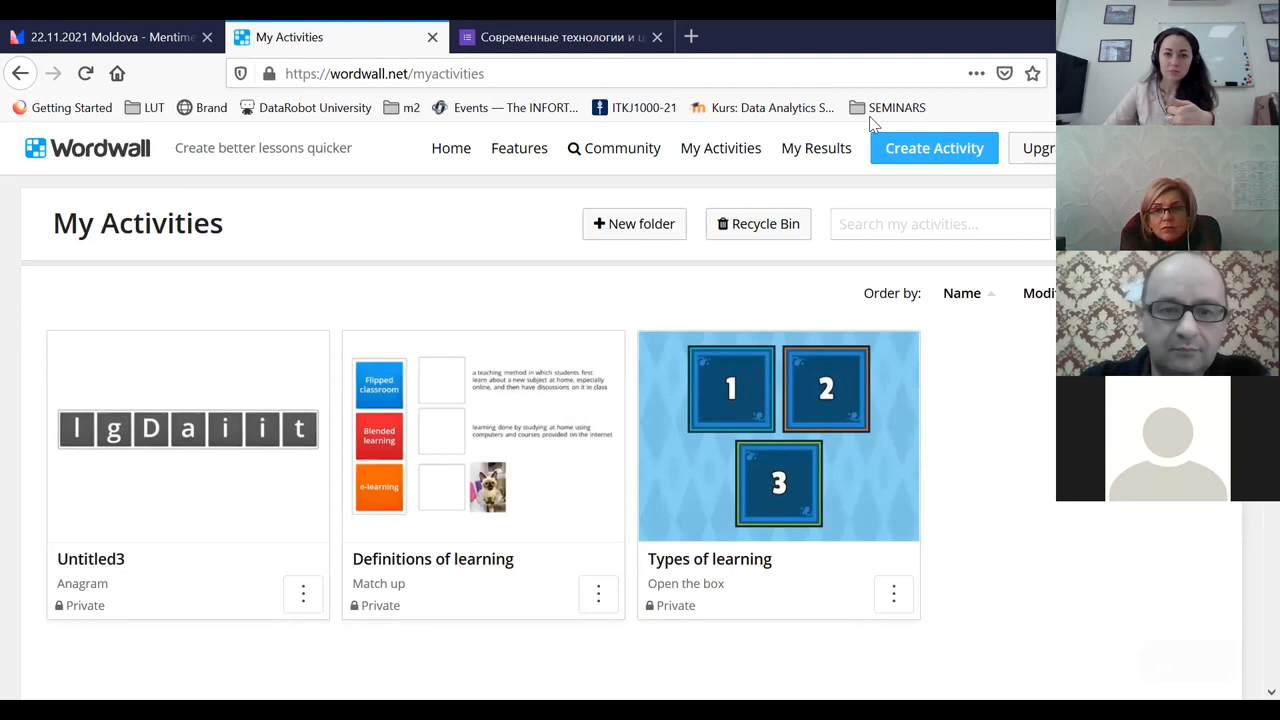 22.11.2021 Moldova - Mentime
My Activities
Современные технологии и ц
https://wordwall.net/myactivities
Getting Started
LUT
Brand
DataRobot University
m2
Events — The INFORT...
ITKJ1000-21
Kurs: Data Analytics S...
SEMINARS
Wordwall
Create better lessons quicker
Home
Features
Community
My Activities
My Results
Create Activity
Upgr
My Activities
New folder
Recycle Bin
Search my activities...
Order by:
Name
Modi
l g D a i i t
Untitled3
Anagram
Private
Flipped
classroom
a teaching method in which students first
learn about a new subject at home, especially
online, and then have discussions on it in class
Blended
learning
learning done by studying at home using
computers and courses provided on the internet
e-learning
Definitions of learning
Match up
Private
1
2
3
Types of learning
Open the box
Private